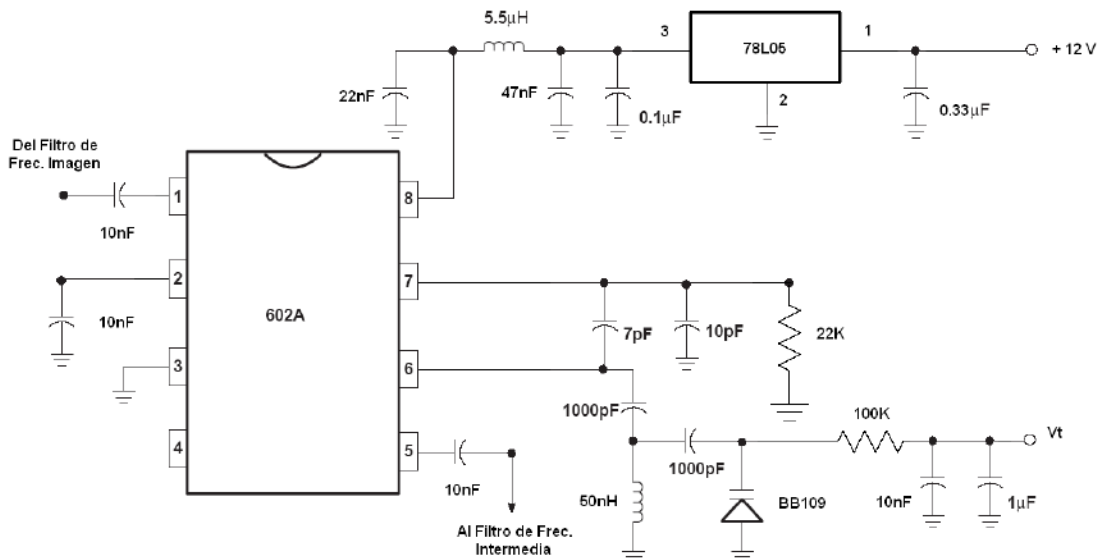 5.5µH
3
78L05
1
+ 12 V
22nF
47nF
0.1µF
2
0.33µF
Del Filtro de
Frec. Imagen
1
8
10nF
2
7
10nF
602A
7pF
10pF
22K
3
6
1000pF
100K
Vt
4
5
10nF
1000pF
50nH
BB109
10nF
1µF
Al Filtro de Frec.
Intermedia